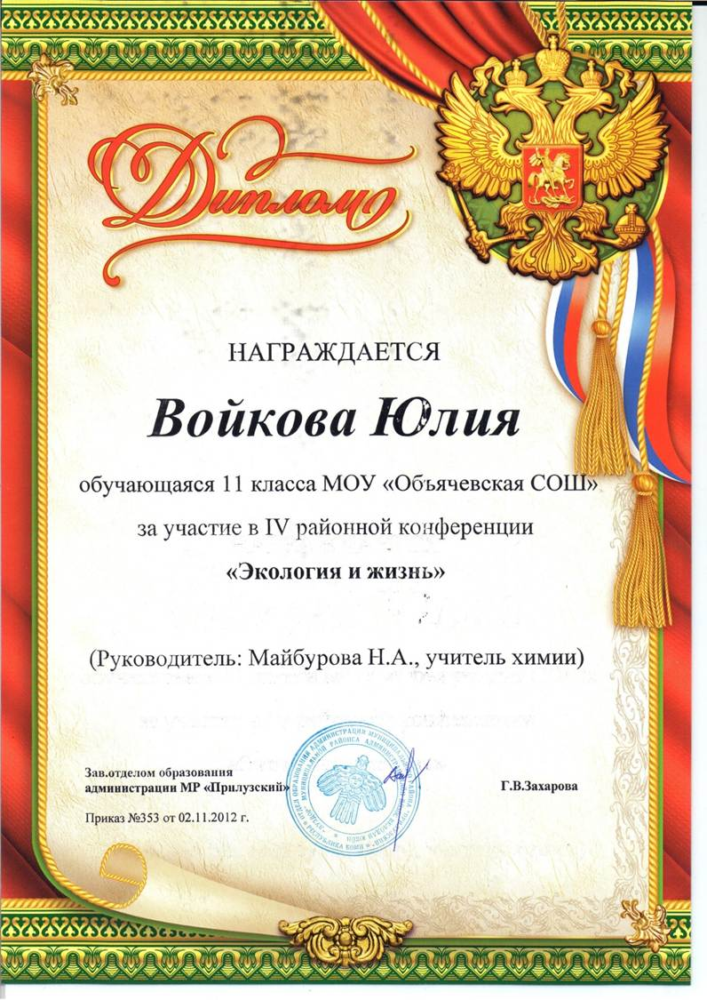 Диплом
НАГРАЖДАЕТСЯ
Войкова Юлия
обучающаяся 11 класса МОУ «Объячевская СОШ»
за участие в IV районной конференции
«Экология и жизнь»
(Руководитель: Майбурова Н.А., учитель химии)
Зав.отделом образования
администрации МР «Прилузский»
Г.В.Захарова
Приказ №353 от 02.11.2012 г.